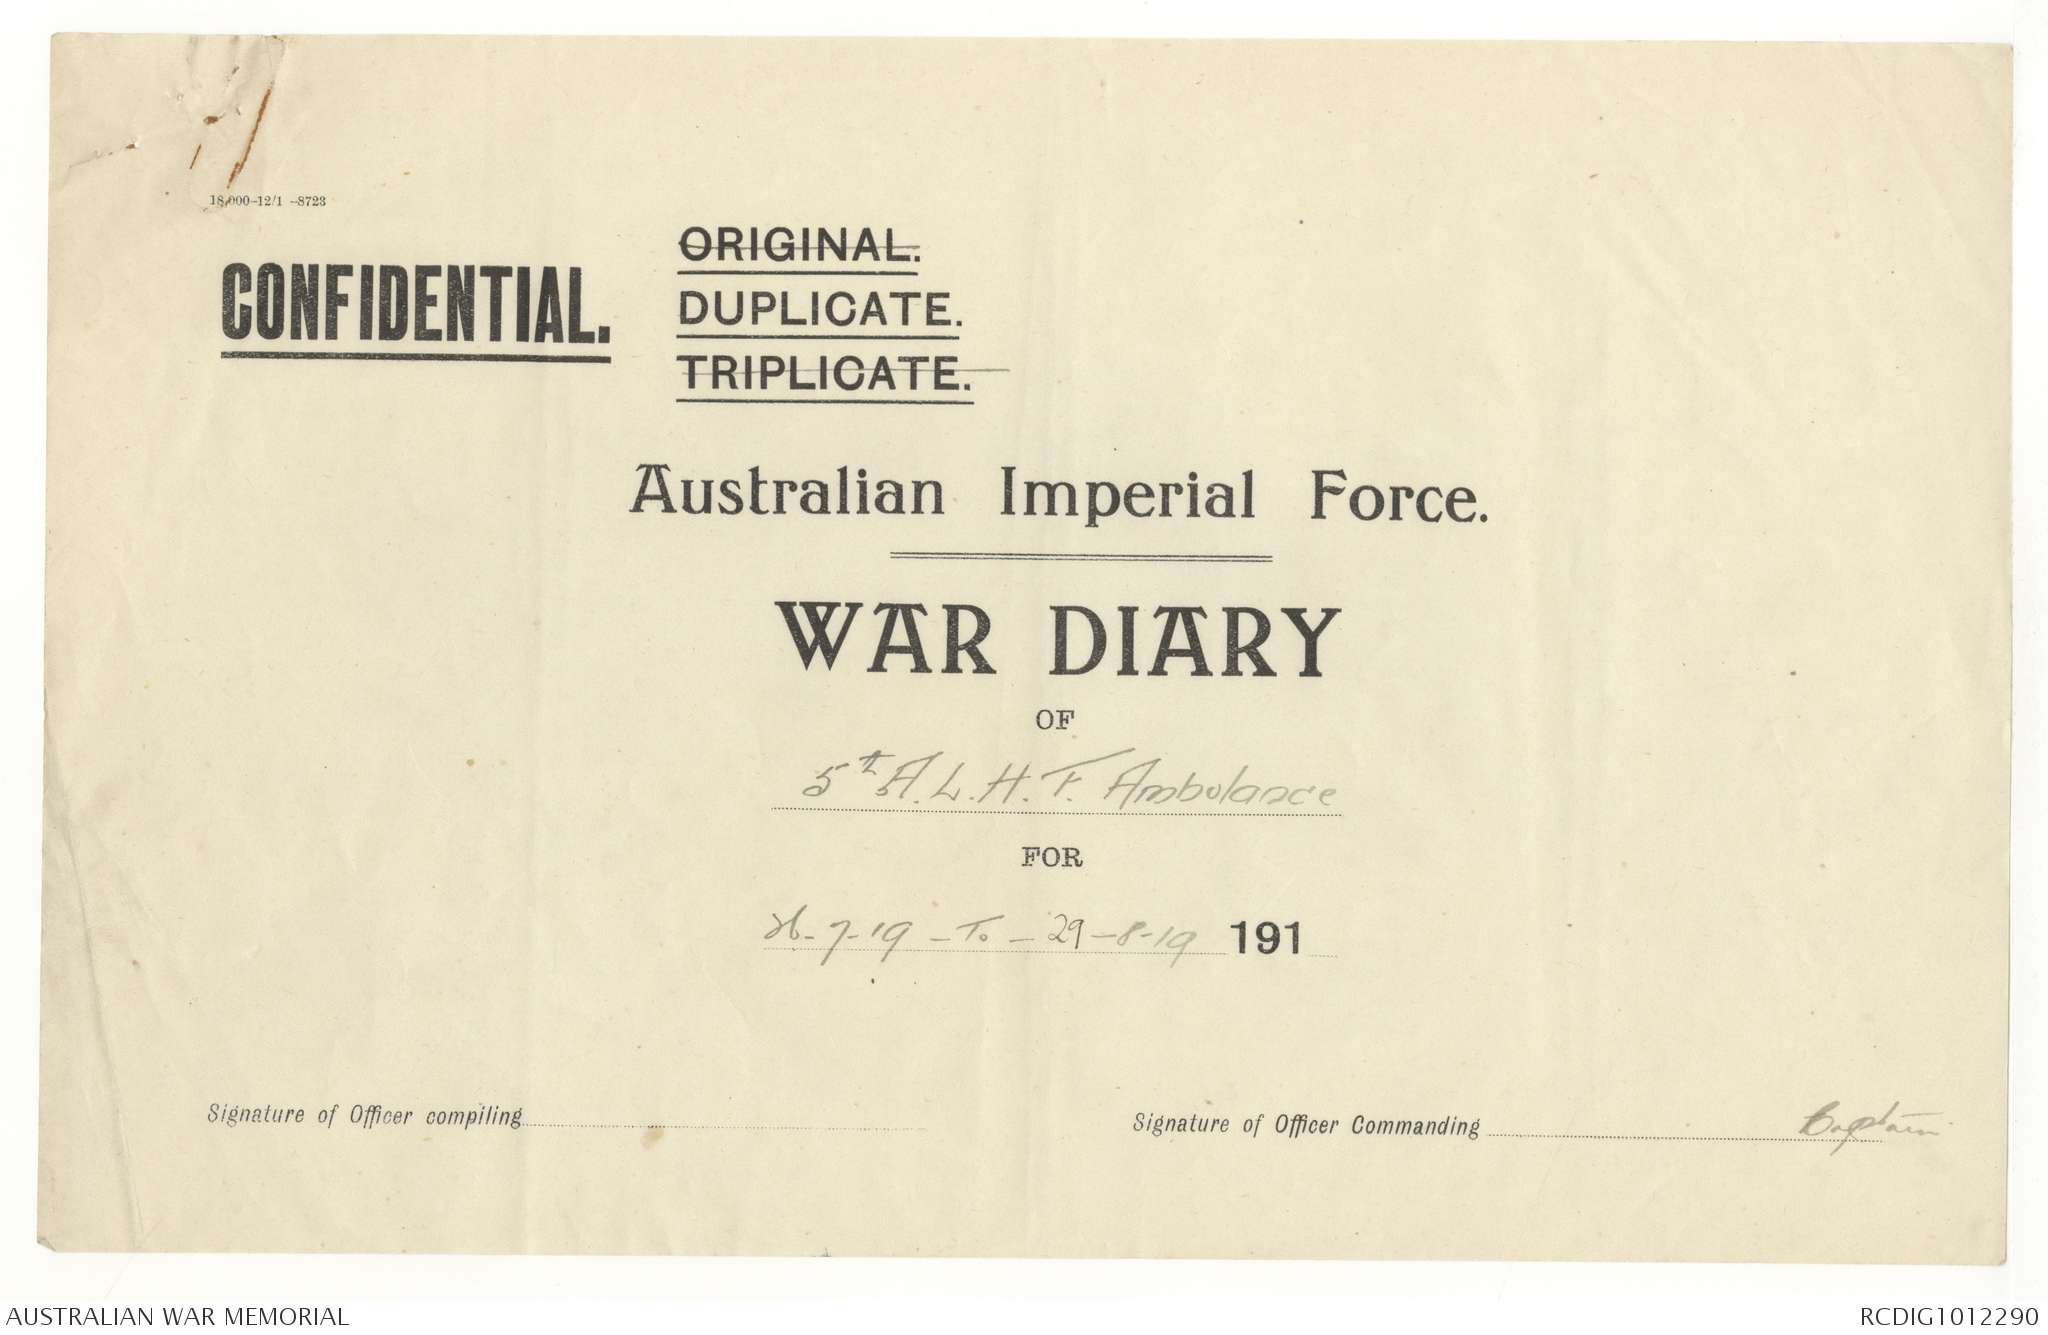 18,000-12/1 -8723
CONFIDENTIAL.
ORIGINAL.
DUPLICATE.
TRIPLICATE.
Australian Imperial Force.
WAR DIARY
OF
5th A. L. H. F. Ambulance
FOR
26-7-19 - To - 29-8-19 191
Signature of Officer compiling
Signature of Officer Commanding Captain
AUSTRALIAN WAR MEMORIAL
RCDIG1012290